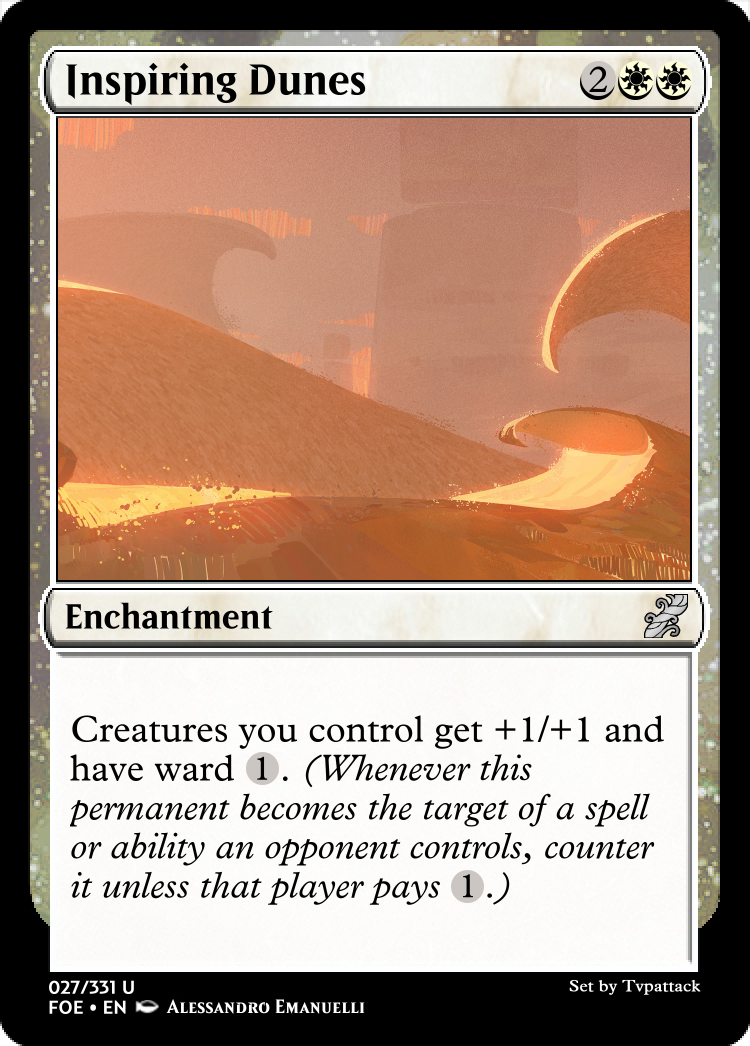 Inspiring Dunes 2
Enchantment
Creatures you control get +1/+1 and
have ward 1. (Whenever this
permanent becomes the target of a spell
or ability an opponent controls, counter
it unless that player pays 1.)
027/331 U
Set by Tvpattack
FOE • EN Alessandro Emanuelli